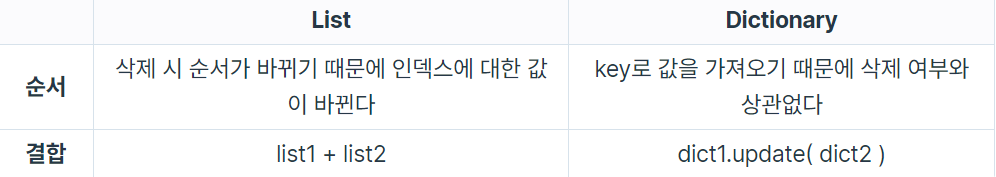 List Dictionary
순서 삭제 시 순서가 바뀌기 때문에 인덱스에 대한 값 key로 값을 가져오기 때문에 삭제 여부와
이 바뀐다 상관없다
결합 list1 + list2 dict1.update( dict2 )